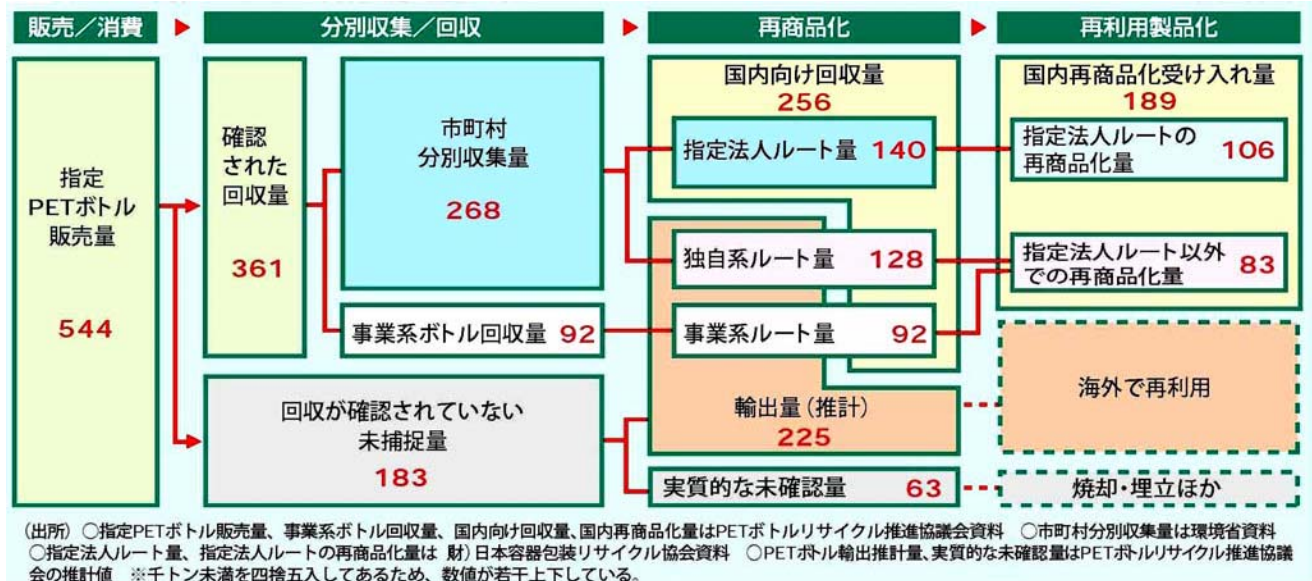 販売／消費
分別収集／回収
再商品化
再利用製品化
指定
PETボトル
販売量
544
確認
された
回収量
361
市町村
分別収集量
268
事業系ボトル回収量 92
回収が確認されていない
未捕捉量
183
国内向け回収量
256
指定法人ルート量 140
独自系ルート量 128
事業系ルート量 92
輸出量（推計）
225
実質的な未確認量 63
国内再商品化受け入れ量
189
指定法人ルートの
再商品化量 106
指定法人ルート以外
での再商品化量 83
海外で再利用
焼却・埋立ほか
（出所）○指定PETボトル販売量、事業系ボトル回収量、国内向け回収量、国内再商品化量はPETボトルリサイクル推進協議会資料 ○市町村分別収集量は環境省資料
○指定法人ルート量、指定法人ルートの再商品化量は 財）日本容器包装リサイクル協会資料 ○PETボトル輸出推計量、実質的な未確認量はPETボトルリサイクル推進協議
会の推計値 ※千トン未満を四捨五入してあるため、数値が若干上下している。